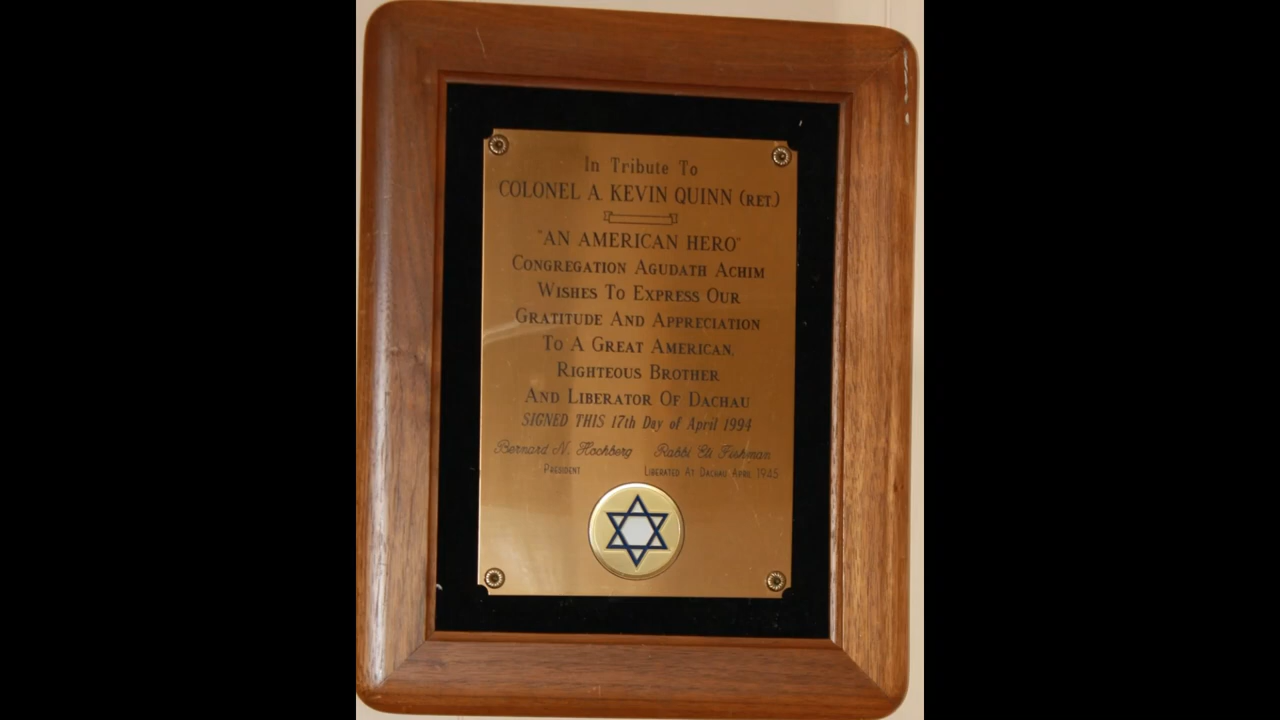 In Tribute To
COLONEL A. KEVIN QUINN (RET.)
"AN AMERICAN HERO"
CONGREGATION AGUDATH ACHIM
WISHES TO EXPRESS OUR
GRATITUDE AND APPRECIATION
TO A GREAT AMERICAN,
RIGHTEOUS BROTHER
AND LIBERATOR OF DACHAU
SIGNED THIS 17th Day of April 1994
Bernard N. Hochberg Rabbi Eli Fishman
PRESIDENT LIBERATED AT DACHAU APRIL 1945